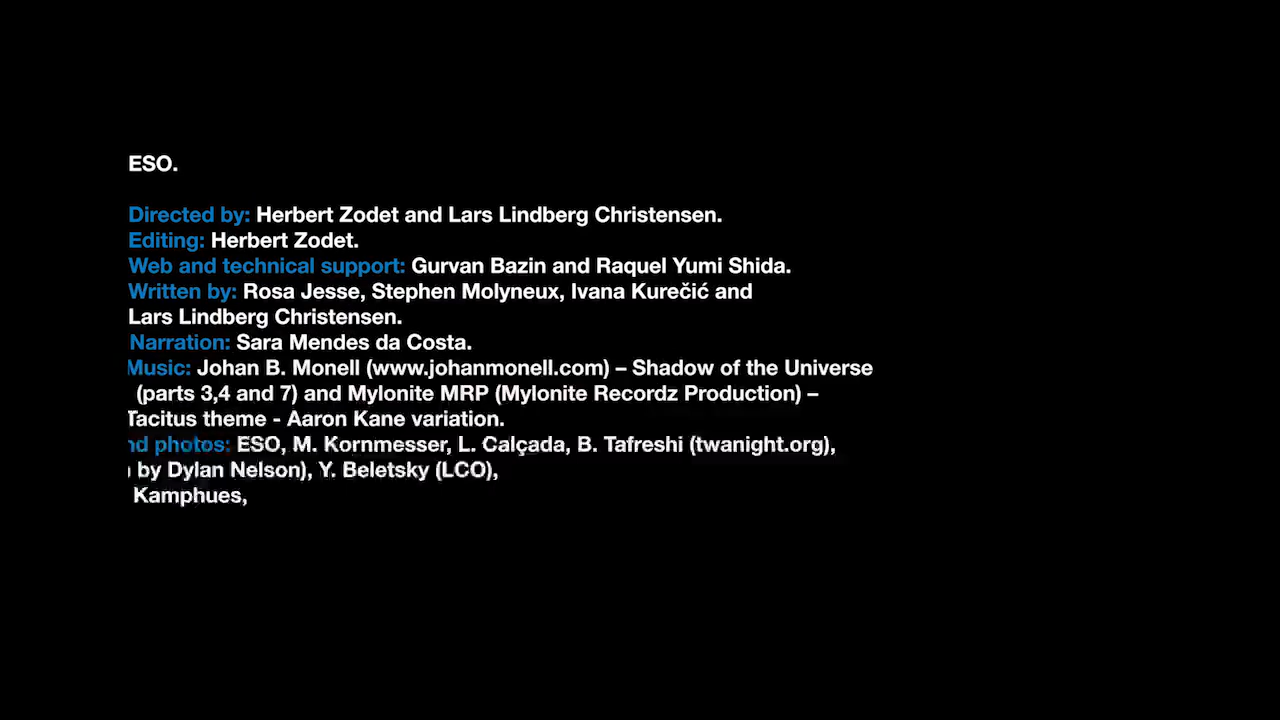 ESO.
Directed by: Herbert Zodet and Lars Lindberg Christensen.
Editing: Herbert Zodet.
Web and technical support: Gurvan Bazin and Raquel Yumi Shida.
Written by: Rosa Jesse, Stephen Molyneux, Ivana Kurečić and
Lars Lindberg Christensen.
Narration: Sara Mendes da Costa.
Music: Johan B. Monell (www.johanmonell.com) – Shadow of the Universe
(parts 3,4 and 7) and Mylonite MRP (Mylonite Recordz Production) –
Tacitus theme - Aaron Kane variation.
photos: ESO, M. Kornmesser, L. Calçada, B. Tafreshi (twanight.org),
by Dylan Nelson), Y. Beletsky (LCO),
Kamphues,